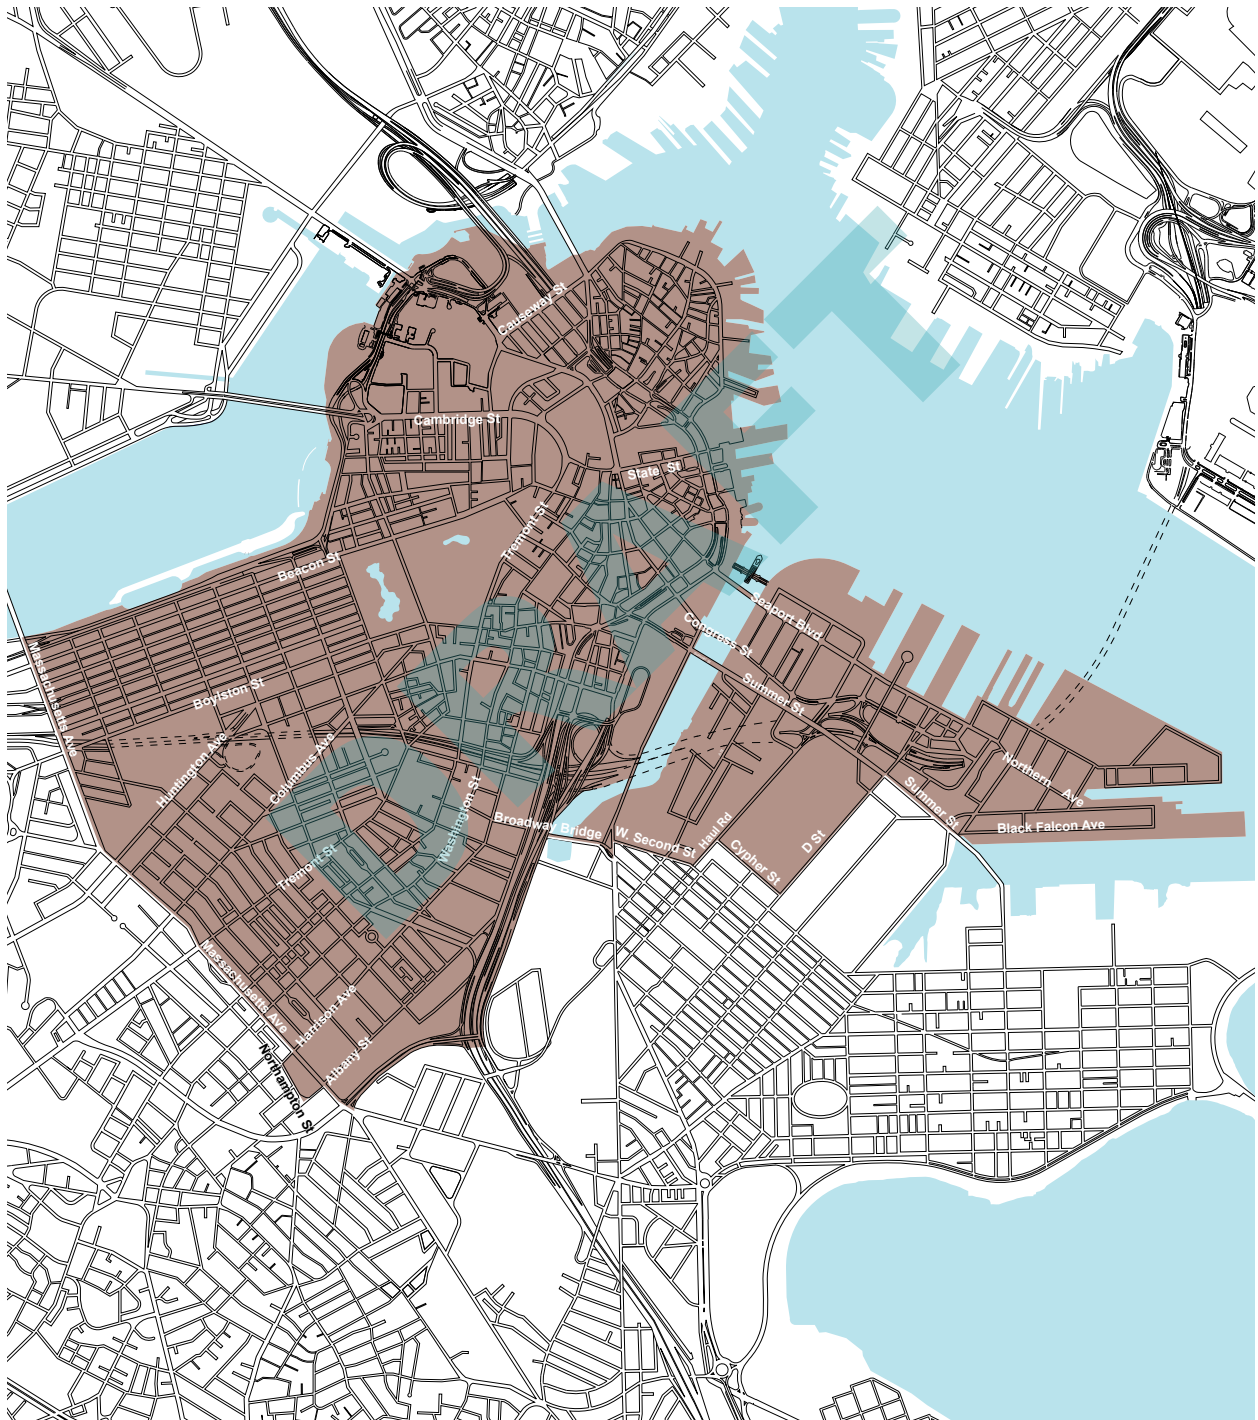 Causeway St
Cambridge St
State St
Tremont St
Beacon St
Seaport Blvd
Congress St
Massachusetts Ave
Boylston St
Summer St
Huntington Ave
Columbus Ave
Northern Ave
Washington St
Summer St
Broadway Bridge
W. Second St
Haul Rd
Cypher St
D St
Black Falcon Ave
Tremont St
Massachusetts Ave
Harrison Ave
Albany St
Northampton St
DRAFT